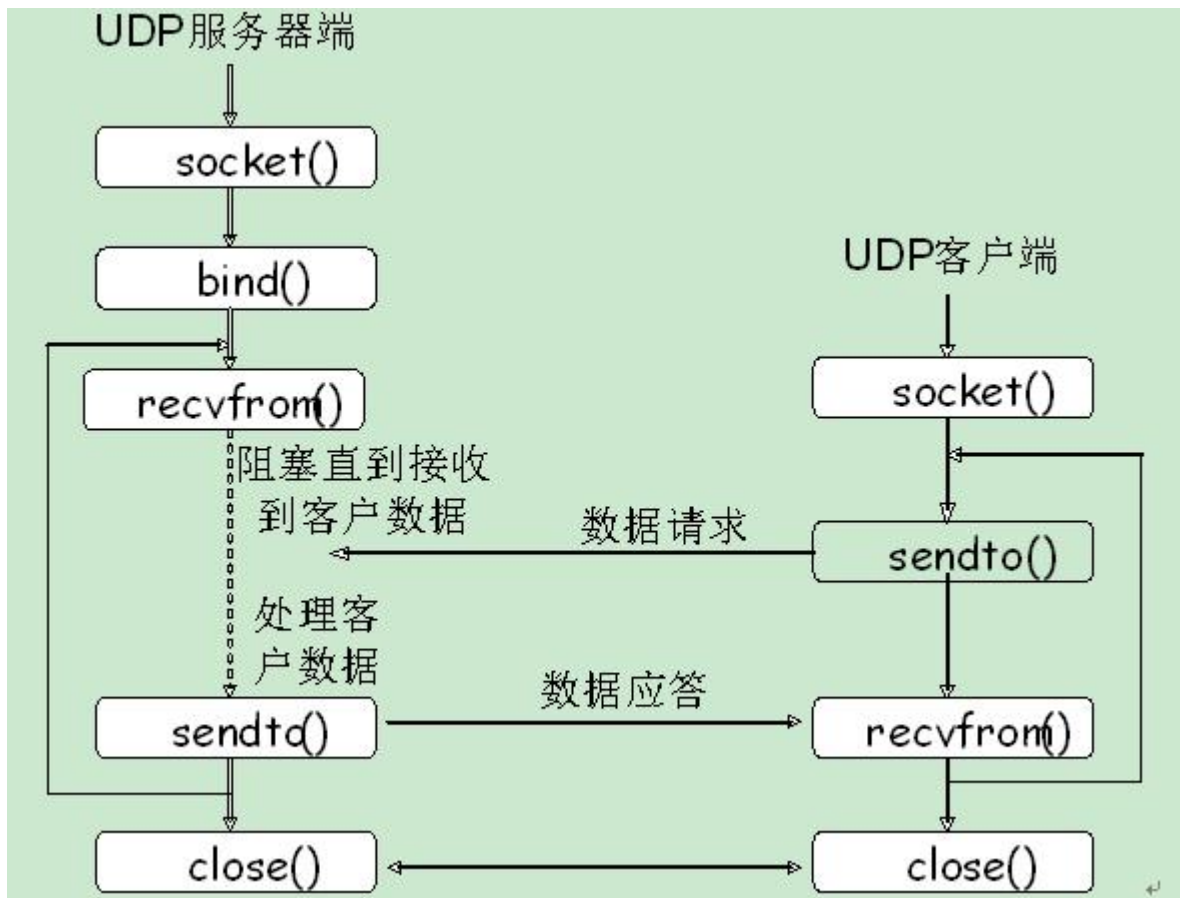 UDP服务器端
socket()
bind()
recvfrom()
阻塞直到接收
到客户数据
处理客
户数据
sendto()
close()
UDP客户端
socket()
数据请求
sendto()
数据应答
recvfrom()
close()